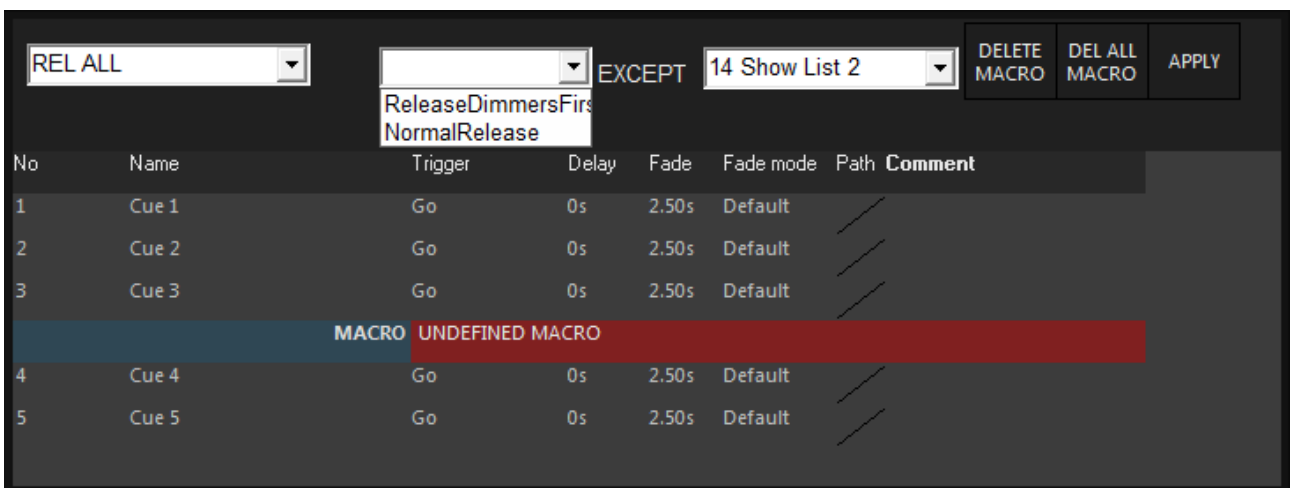 REL ALL
EXCEPT
14 Show List 2
DELETE MACRO
DEL ALL MACRO
APPLY
ReleaseDimmersFirs
NormalRelease
No Name Trigger Delay Fade Fade mode Path Comment
1 Cue 1 Go 0s 2.50s Default
2 Cue 2 Go 0s 2.50s Default
3 Cue 3 Go 0s 2.50s Default
MACRO UNDEFINED MACRO
4 Cue 4 Go 0s 2.50s Default
5 Cue 5 Go 0s 2.50s Default